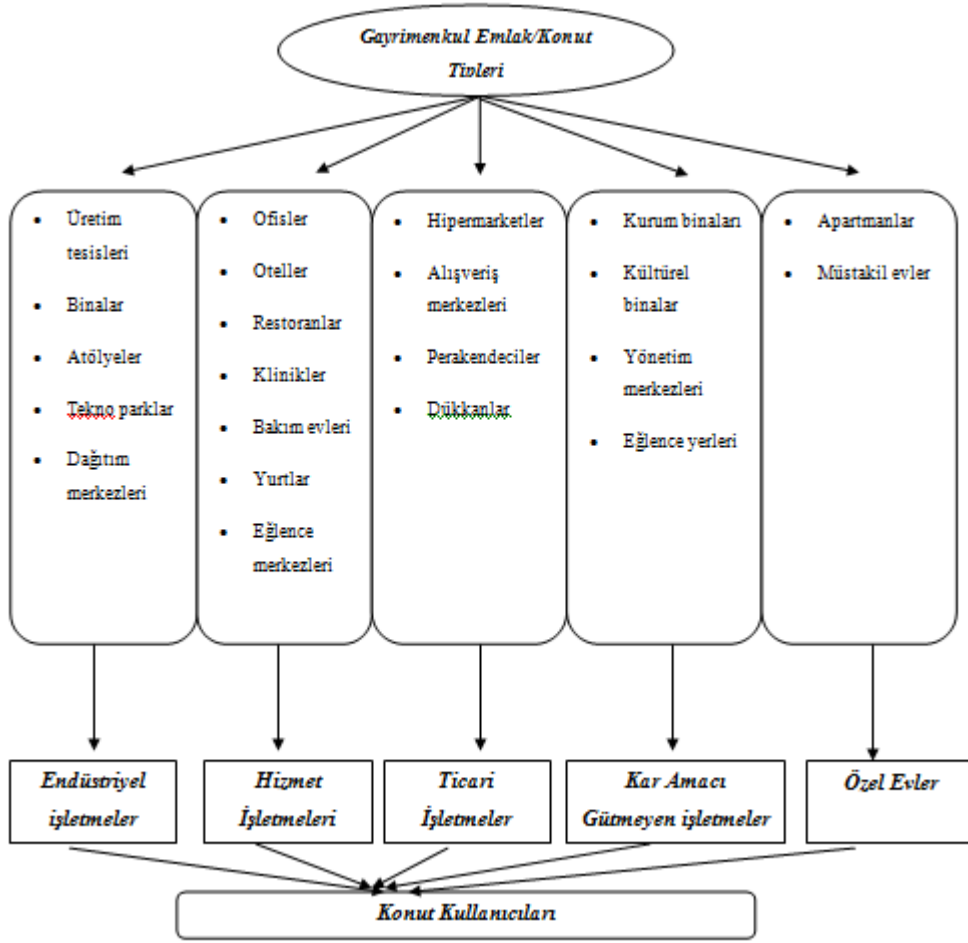 Gayrimenkul Emlak/Konut
Tipleri
Üretim
tesisleri
Binalar
Atölyeler
Tekno parklar
Dağıtım
merkezleri
Ofisler
Oteller
Restoranlar
Klinikler
Bakım evleri
Yurtlar
Eğlence
merkezleri
Hipermarketler
Alışveriş
merkezleri
Perakendeciler
Dükkanlar
Kurum binaları
Kültürel
binalar
Yönetim
merkezleri
Eğlence yerleri
Apartmanlar
Müstakil evler
Endüstriyel
işletmeler
Hizmet
İşletmeleri
Ticari
İşletmeler
Kar Amacı
Gütmeyen işletmeler
Özel Evler
Konut Kullanıcıları